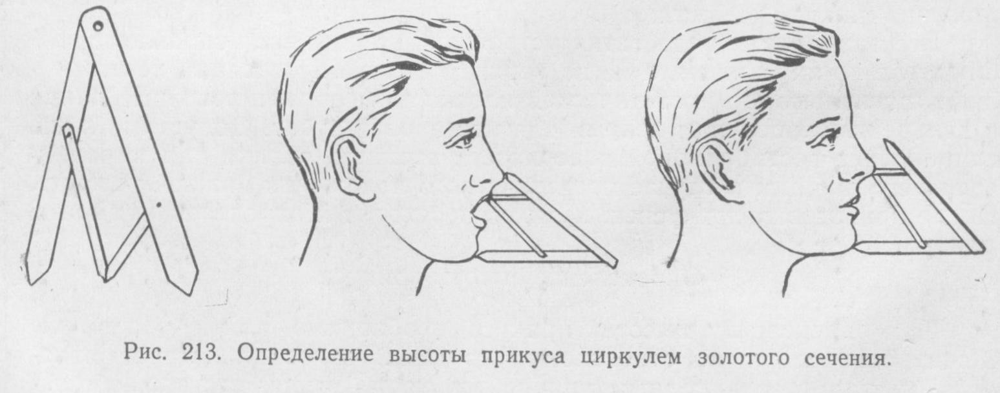 Рис. 213. Определение высоты прикуса циркулем золотого сечения.